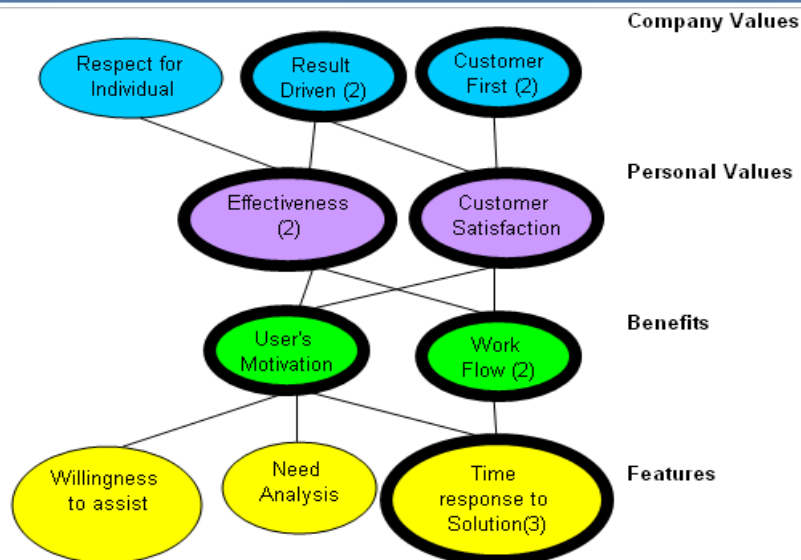 Company Values
Respect for
Individual
Result
Driven (2)
Customer
First (2)
Personal Values
Effectiveness
(2)
Customer
Satisfaction
Benefits
User's
Motivation
Work
Flow (2)
Features
Willingness
to assist
Need
Analysis
Time
response to
Solution(3)